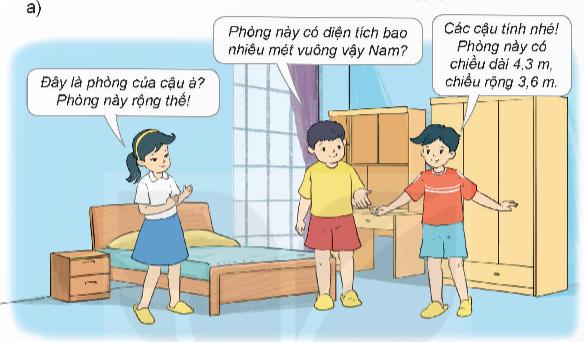 a)
Đây là phòng của cậu à?
Phòng này rộng thế!
Phòng này có diện tích bao
nhiêu mét vuông vậy Nam?
Các cậu tính nhé!
Phòng này có
chiều dài 4,3 m,
chiều rộng 3,6 m.